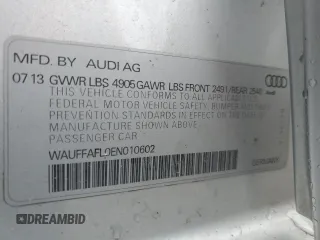 MFD. BY AUDI AG
07 13 GVWR LBS 4905 GAWR LBS FRONT 2491/REAR 2540
THIS VEHICLE CONFORMS TO ALL APPLICABLE
FEDERAL MOTOR VEHICLE SAFETY, BUMPER AND THEFT
PREVENTION STANDARDS IN EFFECT ON THE DATE OF
MANUFACTURE SHOWN ABOVE.
PASSENGER CAR
WAUFFAFL9EN010602
DREAMBID